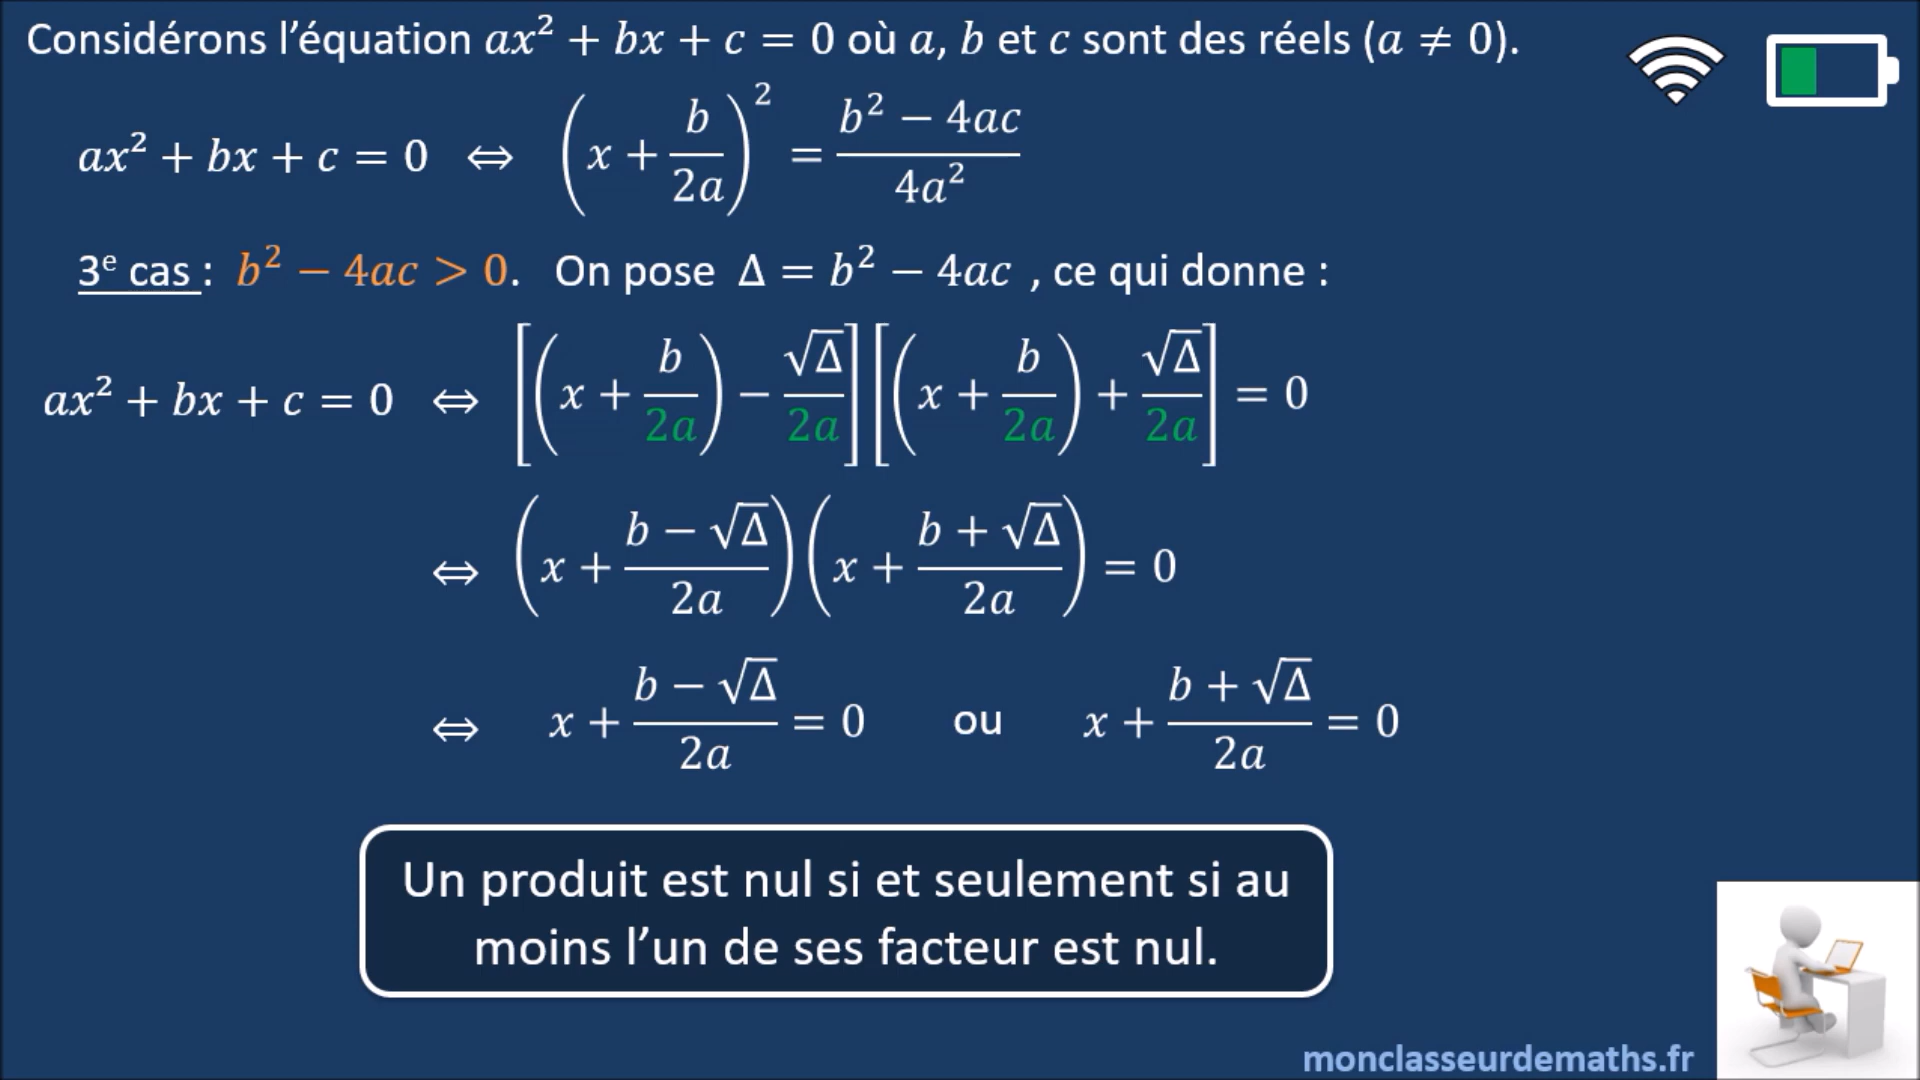 Considérons l’équation ax² + bx + c = 0 où a, b et c sont des réels (a ≠ 0).
ax² + bx + c = 0 ⇔ (x + b/2a)² = (b² − 4ac)/4a²
3ᵉ cas : b² − 4ac > 0. On pose Δ = b² − 4ac , ce qui donne :
ax² + bx + c = 0 ⇔ [(x + b/2a) − √Δ/2a][(x + b/2a) + √Δ/2a] = 0
⇔ (x + (b − √Δ)/2a)(x + (b + √Δ)/2a) = 0
⇔ x + (b − √Δ)/2a = 0 ou x + (b + √Δ)/2a = 0
Un produit est nul si et seulement si au
moins l’un de ses facteur est nul.
monclasseurdemaths.fr